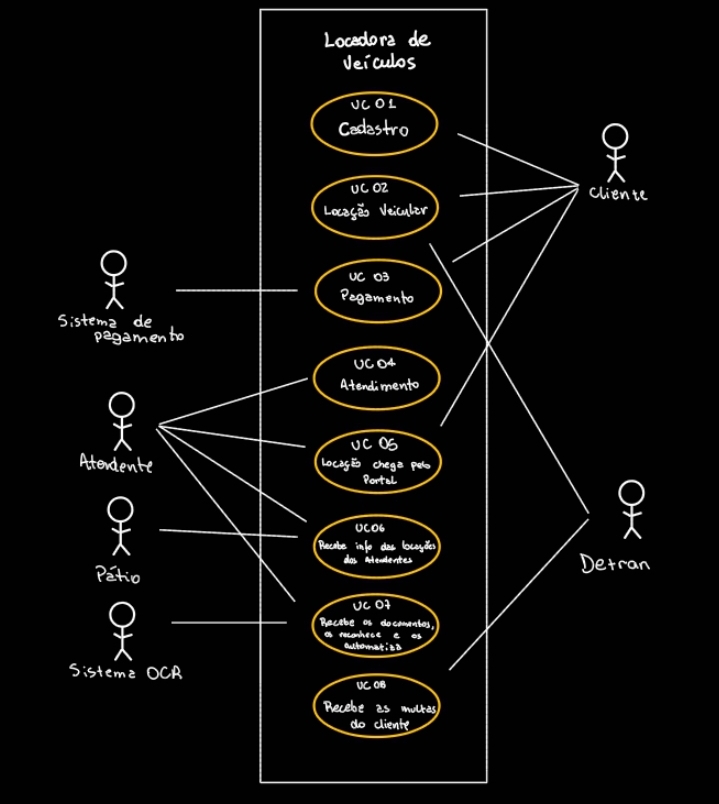 Locadora de
Veículos
UC 01
Cadastro
UC 02
Locação Veicular
UC 03
Pagamento
UC 04
Atendimento
UC 05
Locação chega pelo
Portal
UC06
Recebe info das locações
dos Atendentes
UC 07
Recebe os documentos,
os reconhece e os
automatiza
UC 08
Recebe as multas
do cliente
Sistema de
pagamento
Atendente
Pátio
Sistema OCR
Cliente
Detran